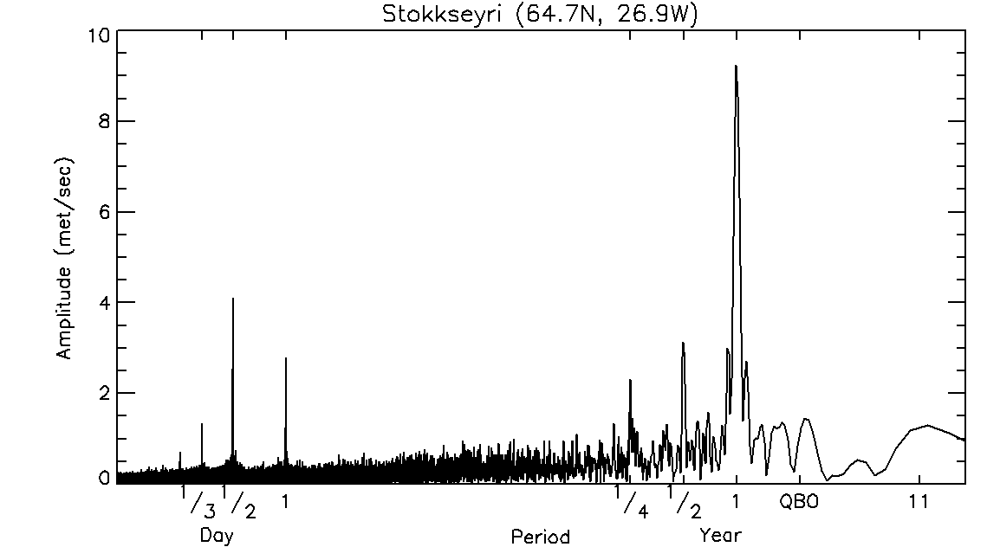 Stokkseyri (64.7N, 26.9W)
10
8
6
4
2
0
Amplitude (met/sec)
1/3 1/2 1 1/4 1/2 1 QBO 11
Day Period Year